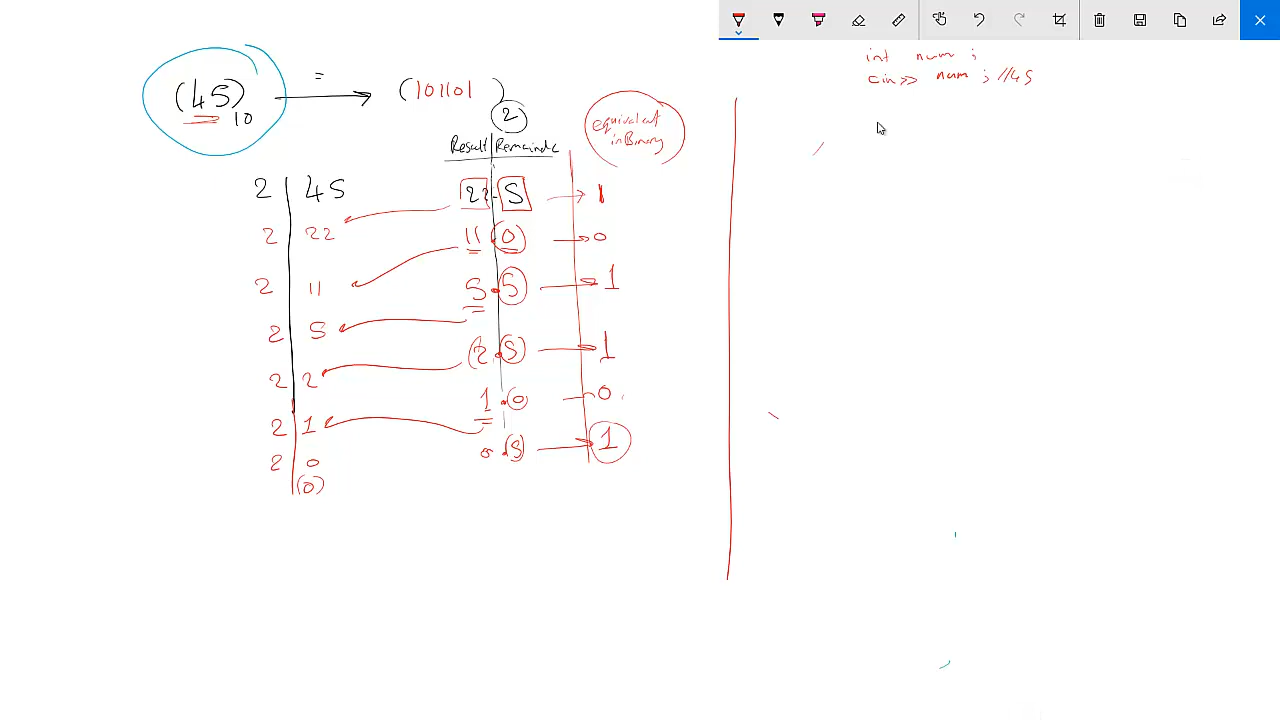 int num ;
cin>> num ; //45
(45)10 = (101101)2
equivalent
in Binary
Result Remainde
2 45 22.5 1
2 22 11.0 0
2 11 5.5 1
2 5 2.5 1
2 2 1.0 0
2 1 0.5 1
2 0
(0)